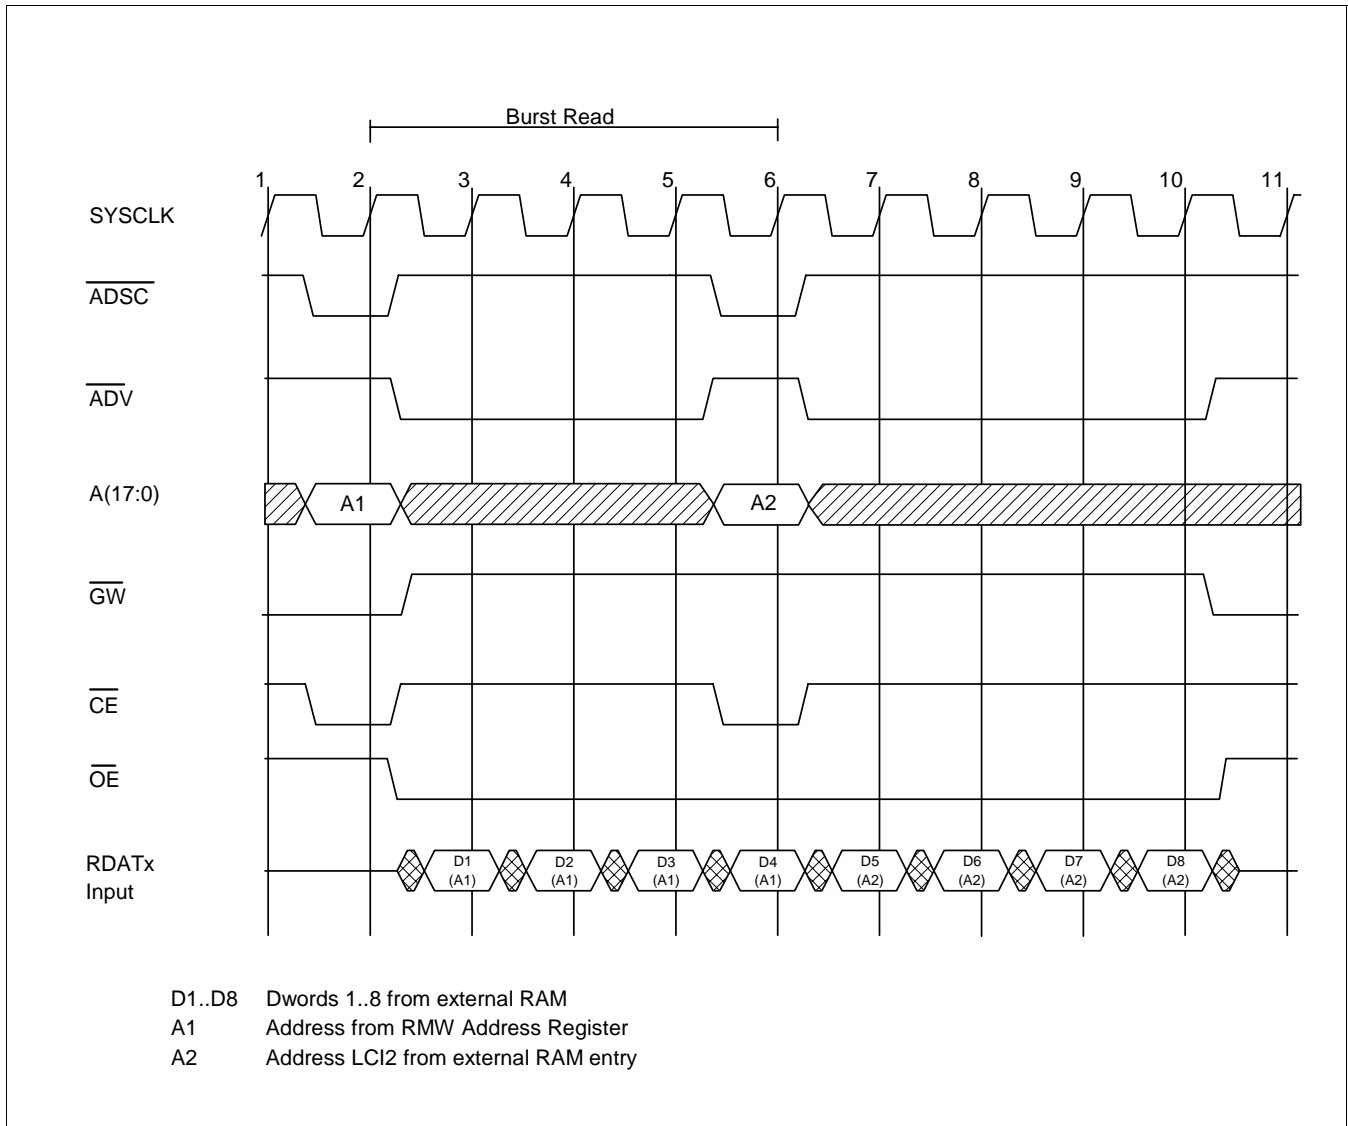 Burst Read
1 2 3 4 5 6 7 8 9 10 11
SYSCLK
ADSC
ADV
A(17:0) A1 A2
GW
CE
OE
RDATx D1 D2 D3 D4 D5 D6 D7 D8
(A1) (A1) (A1) (A1) (A2) (A2) (A2) (A2)
Input
D1..D8 Dwords 1..8 from external RAM
A1 Address from RMW Address Register
A2 Address LCI2 from external RAM entry